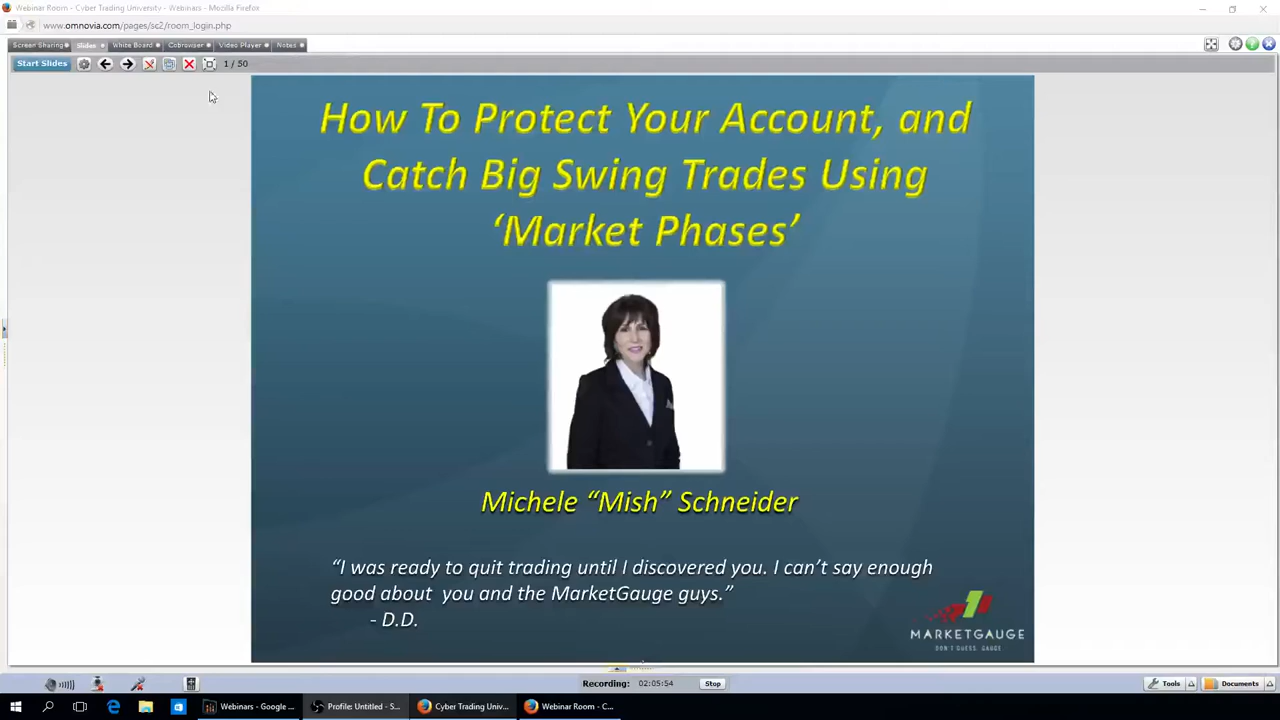 Webinar Room - Cyber Trading University - Webinars - Mozilla Firefox
www.omnovia.com/pages/sc2/room_login.php
Screen Sharing
Slides
White Board
Cobrowser
Video Player
Notes
Start Slides
1 / 50
How To Protect Your Account, and
Catch Big Swing Trades Using
‘Market Phases’
Michele “Mish” Schneider
“I was ready to quit trading until I discovered you. I can’t say enough
good about you and the MarketGauge guys.”
- D.D.
MARKETGAUGE
DON'T GUESS. GAUGE
Recording: 02:05:54 Stop
Tools
Documents
Webinars - Google ...
Profile: Untitled - S...
Cyber Trading Univ...
Webinar Room - C...